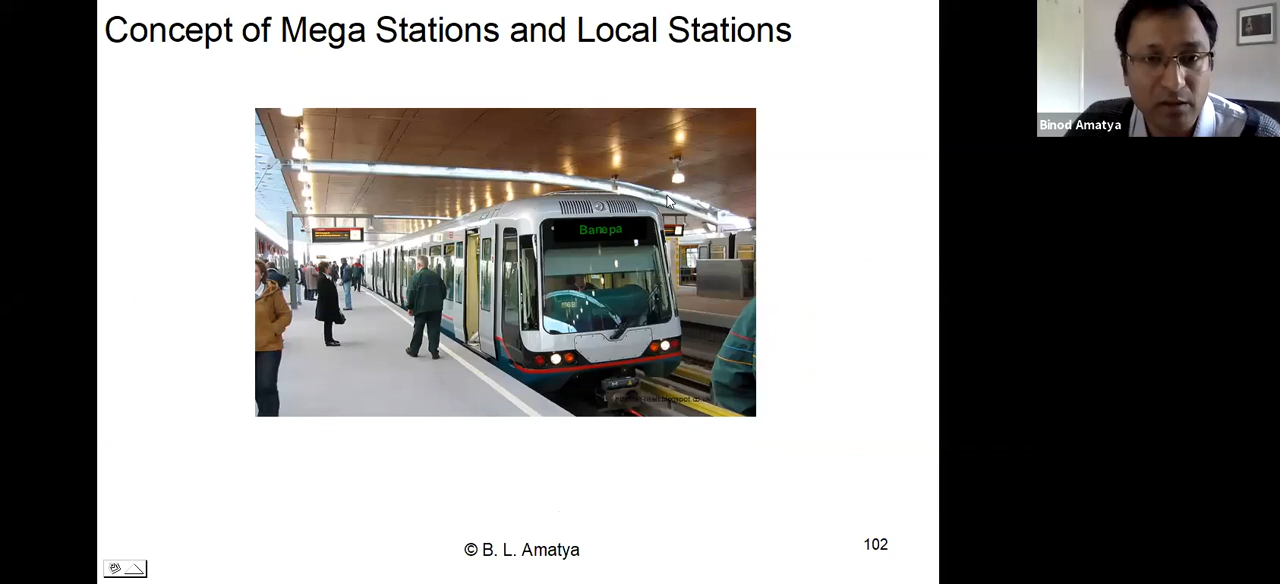 Concept of Mega Stations and Local Stations
Binod Amatya
Banepa
© B. L. Amatya
102